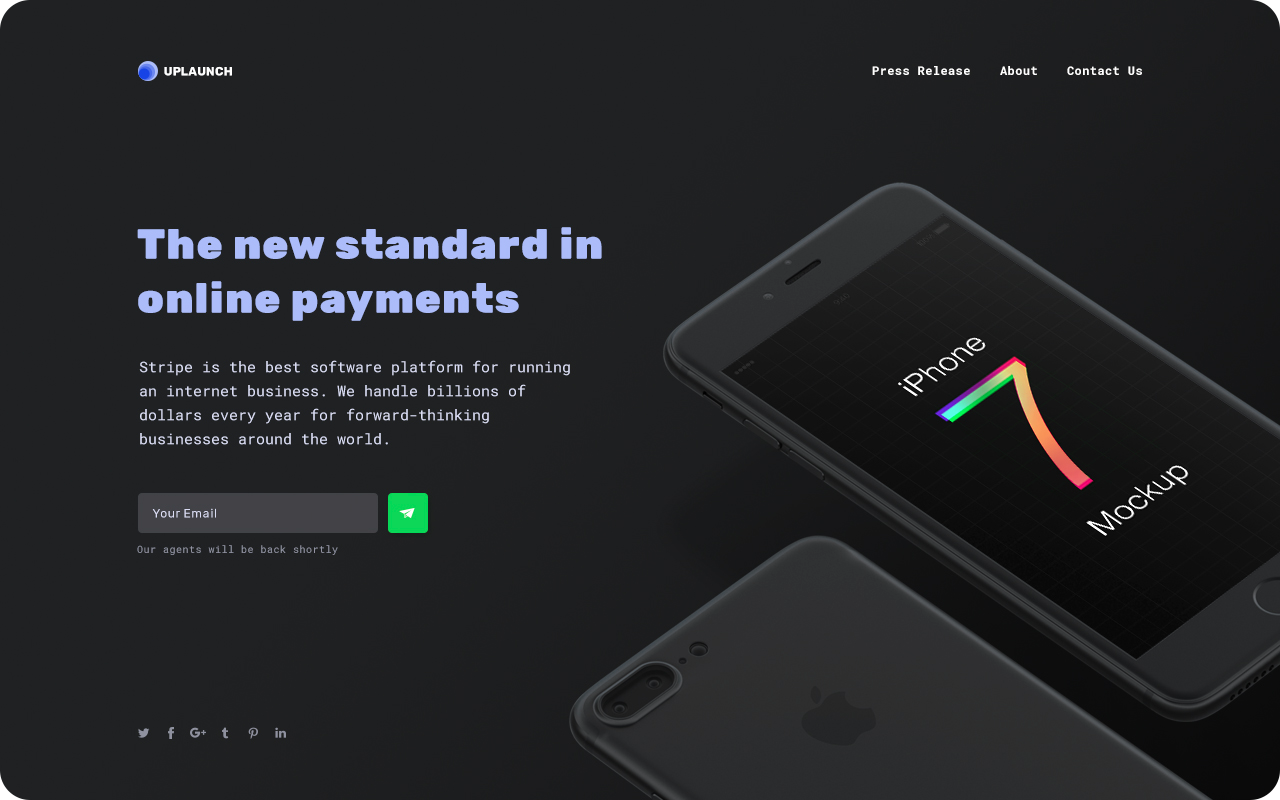 UPLAUNCH
Press Release About Contact Us
The new standard in
online payments
Stripe is the best software platform for running
an internet business. We handle billions of
dollars every year for forward-thinking
businesses around the world.
Your Email
Our agents will be back shortly
iPhone
7
Mockup